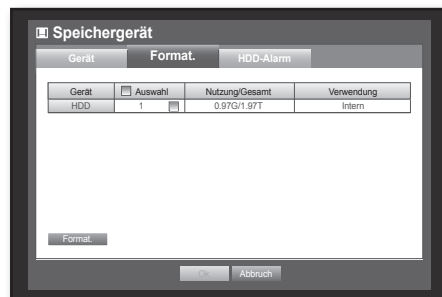 Speichergerät
Gerät Format. HDD-Alarm
Gerät Auswahl Nutzung/Gesamt Verwendung
HDD 1 0.97G/1.97T Intern
Format.
Ok Abbruch